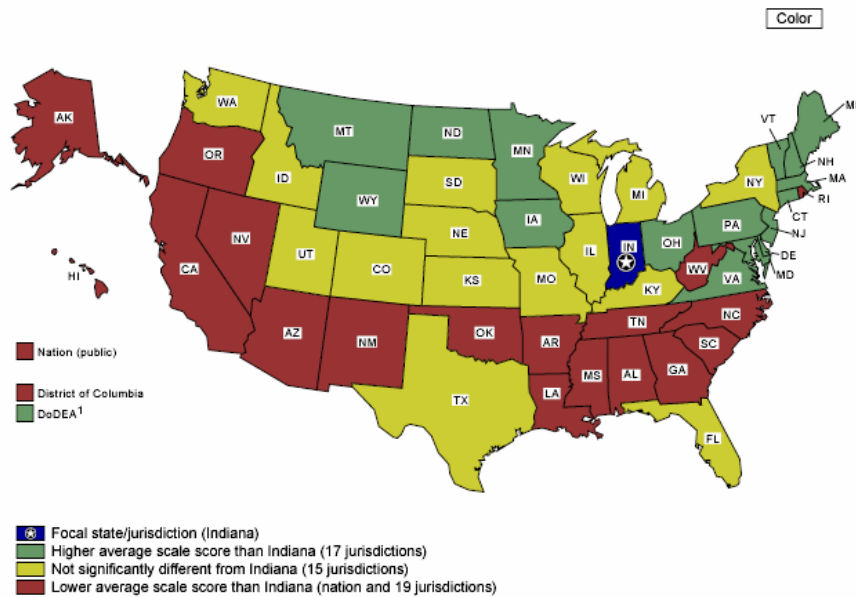 Color
AK
WA
OR
CA
NV
ID
MT
WY
UT
CO
AZ
NM
ND
SD
NE
KS
OK
TX
MN
IA
MO
AR
LA
WI
IL
MI
IN
OH
KY
TN
MS
AL
GA
FL
SC
NC
VA
WV
PA
NY
VT
NH
MA
RI
CT
NJ
DE
MD
HI
Nation (public)
District of Columbia
DoDEA¹
Focal state/jurisdiction (Indiana)
Higher average scale score than Indiana (17 jurisdictions)
Not significantly different from Indiana (15 jurisdictions)
Lower average scale score than Indiana (nation and 19 jurisdictions)